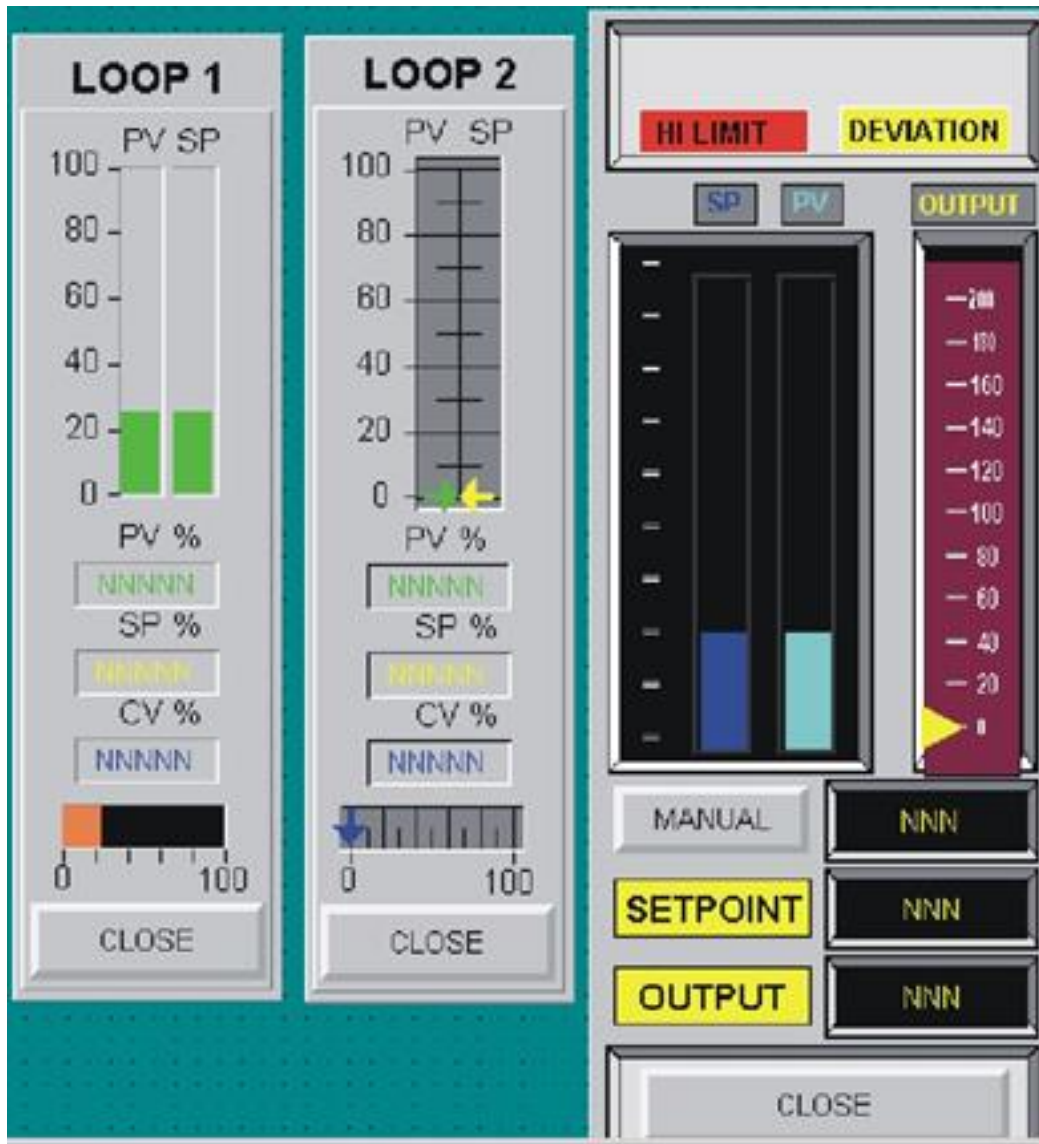 LOOP 1
PV SP
100
80
60
40
20
0
PV %
NNNNN
SP %
NNNNN
CV %
NNNNN
0 100
CLOSE
LOOP 2
PV SP
100
80
60
40
20
0
PV %
NNNNN
SP %
NNNNN
CV %
NNNNN
0 100
CLOSE
HI LIMIT DEVIATION
SP PV OUTPUT
200
180
160
140
120
100
80
60
40
20
0
MANUAL NNN
SETPOINT NNN
OUTPUT NNN
CLOSE